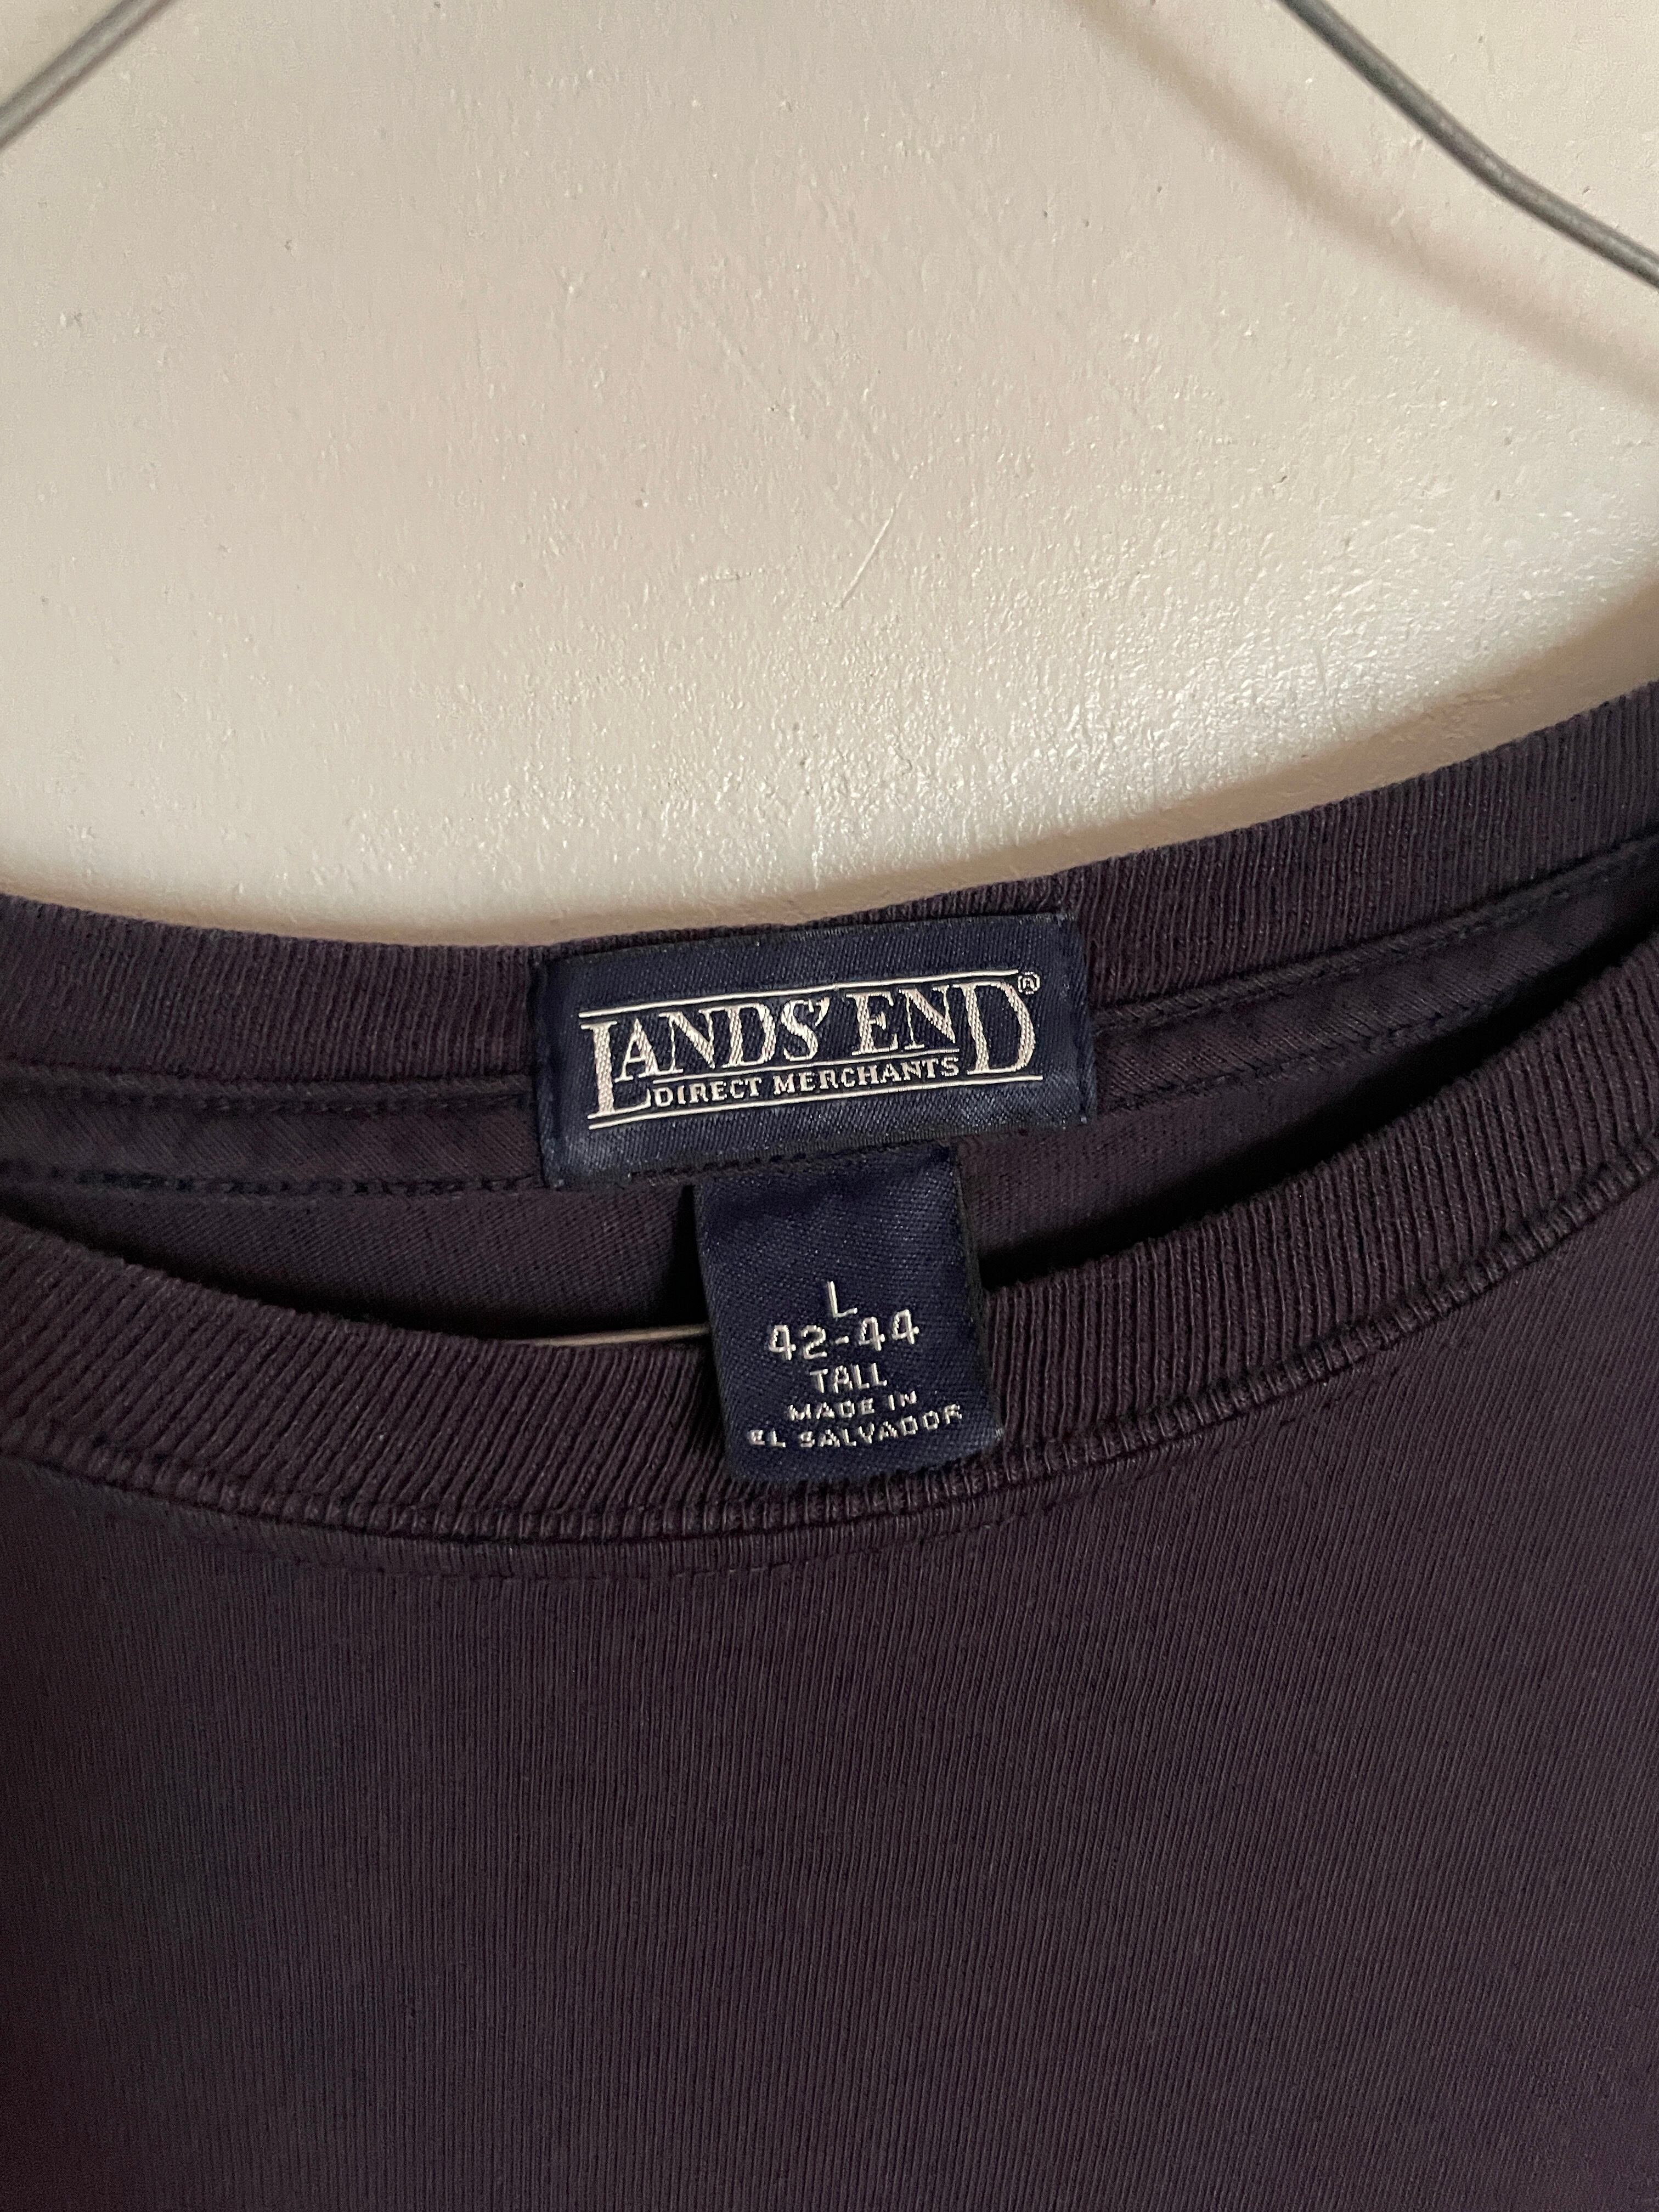 LANDS' END®
DIRECT MERCHANTS
L
42-44
TALL
MADE IN
EL SALVADOR